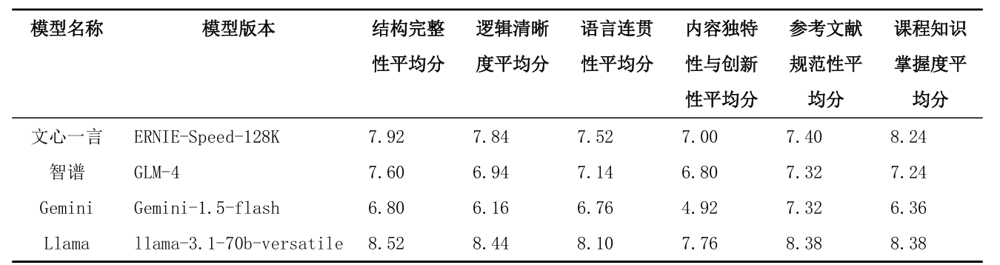 模型名称 模型版本 结构完整 逻辑清晰 语言连贯 内容独特 参考文献 课程知识
性平均分 度平均分 性平均分 性与创新 规范性平 掌握度平
性平均分 均分 均分
文心一言 ERNIE-Speed-128K 7.92 7.84 7.52 7.00 7.40 8.24
智谱 GLM-4 7.60 6.94 7.14 6.80 7.32 7.24
Gemini Gemini-1.5-flash 6.80 6.16 6.76 4.92 7.32 6.36
Llama llama-3.1-70b-versatile 8.52 8.44 8.10 7.76 8.38 8.38